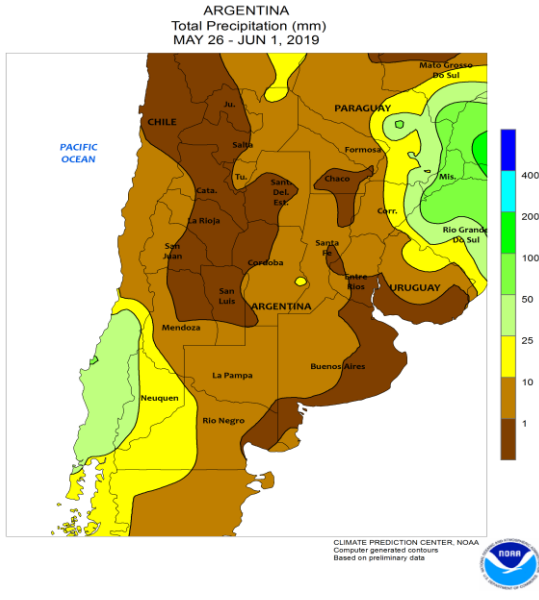 ARGENTINA
Total Precipitation (mm)
MAY 26 - JUN 1, 2019
Mato Grosso
Do Sul
Ju.
PARAGUAY
CHILE
PACIFIC
OCEAN
Salta
Formosa
Tu.
Sant.
Del.
Est.
Chaco
Mis.
Cata.
Corr.
La Rioja
Rio Grande
Do Sul
San
Juan
Santa
Fe
Cordoba
Entre
Rios
URUGUAY
San
Luis
ARGENTINA
Mendoza
Buenos Aires
La Pampa
Neuquen
Rio Negro
400
200
100
50
25
10
1
CLIMATE PREDICTION CENTER, NOAA
Computer generated contours
Based on preliminary data
NOAA